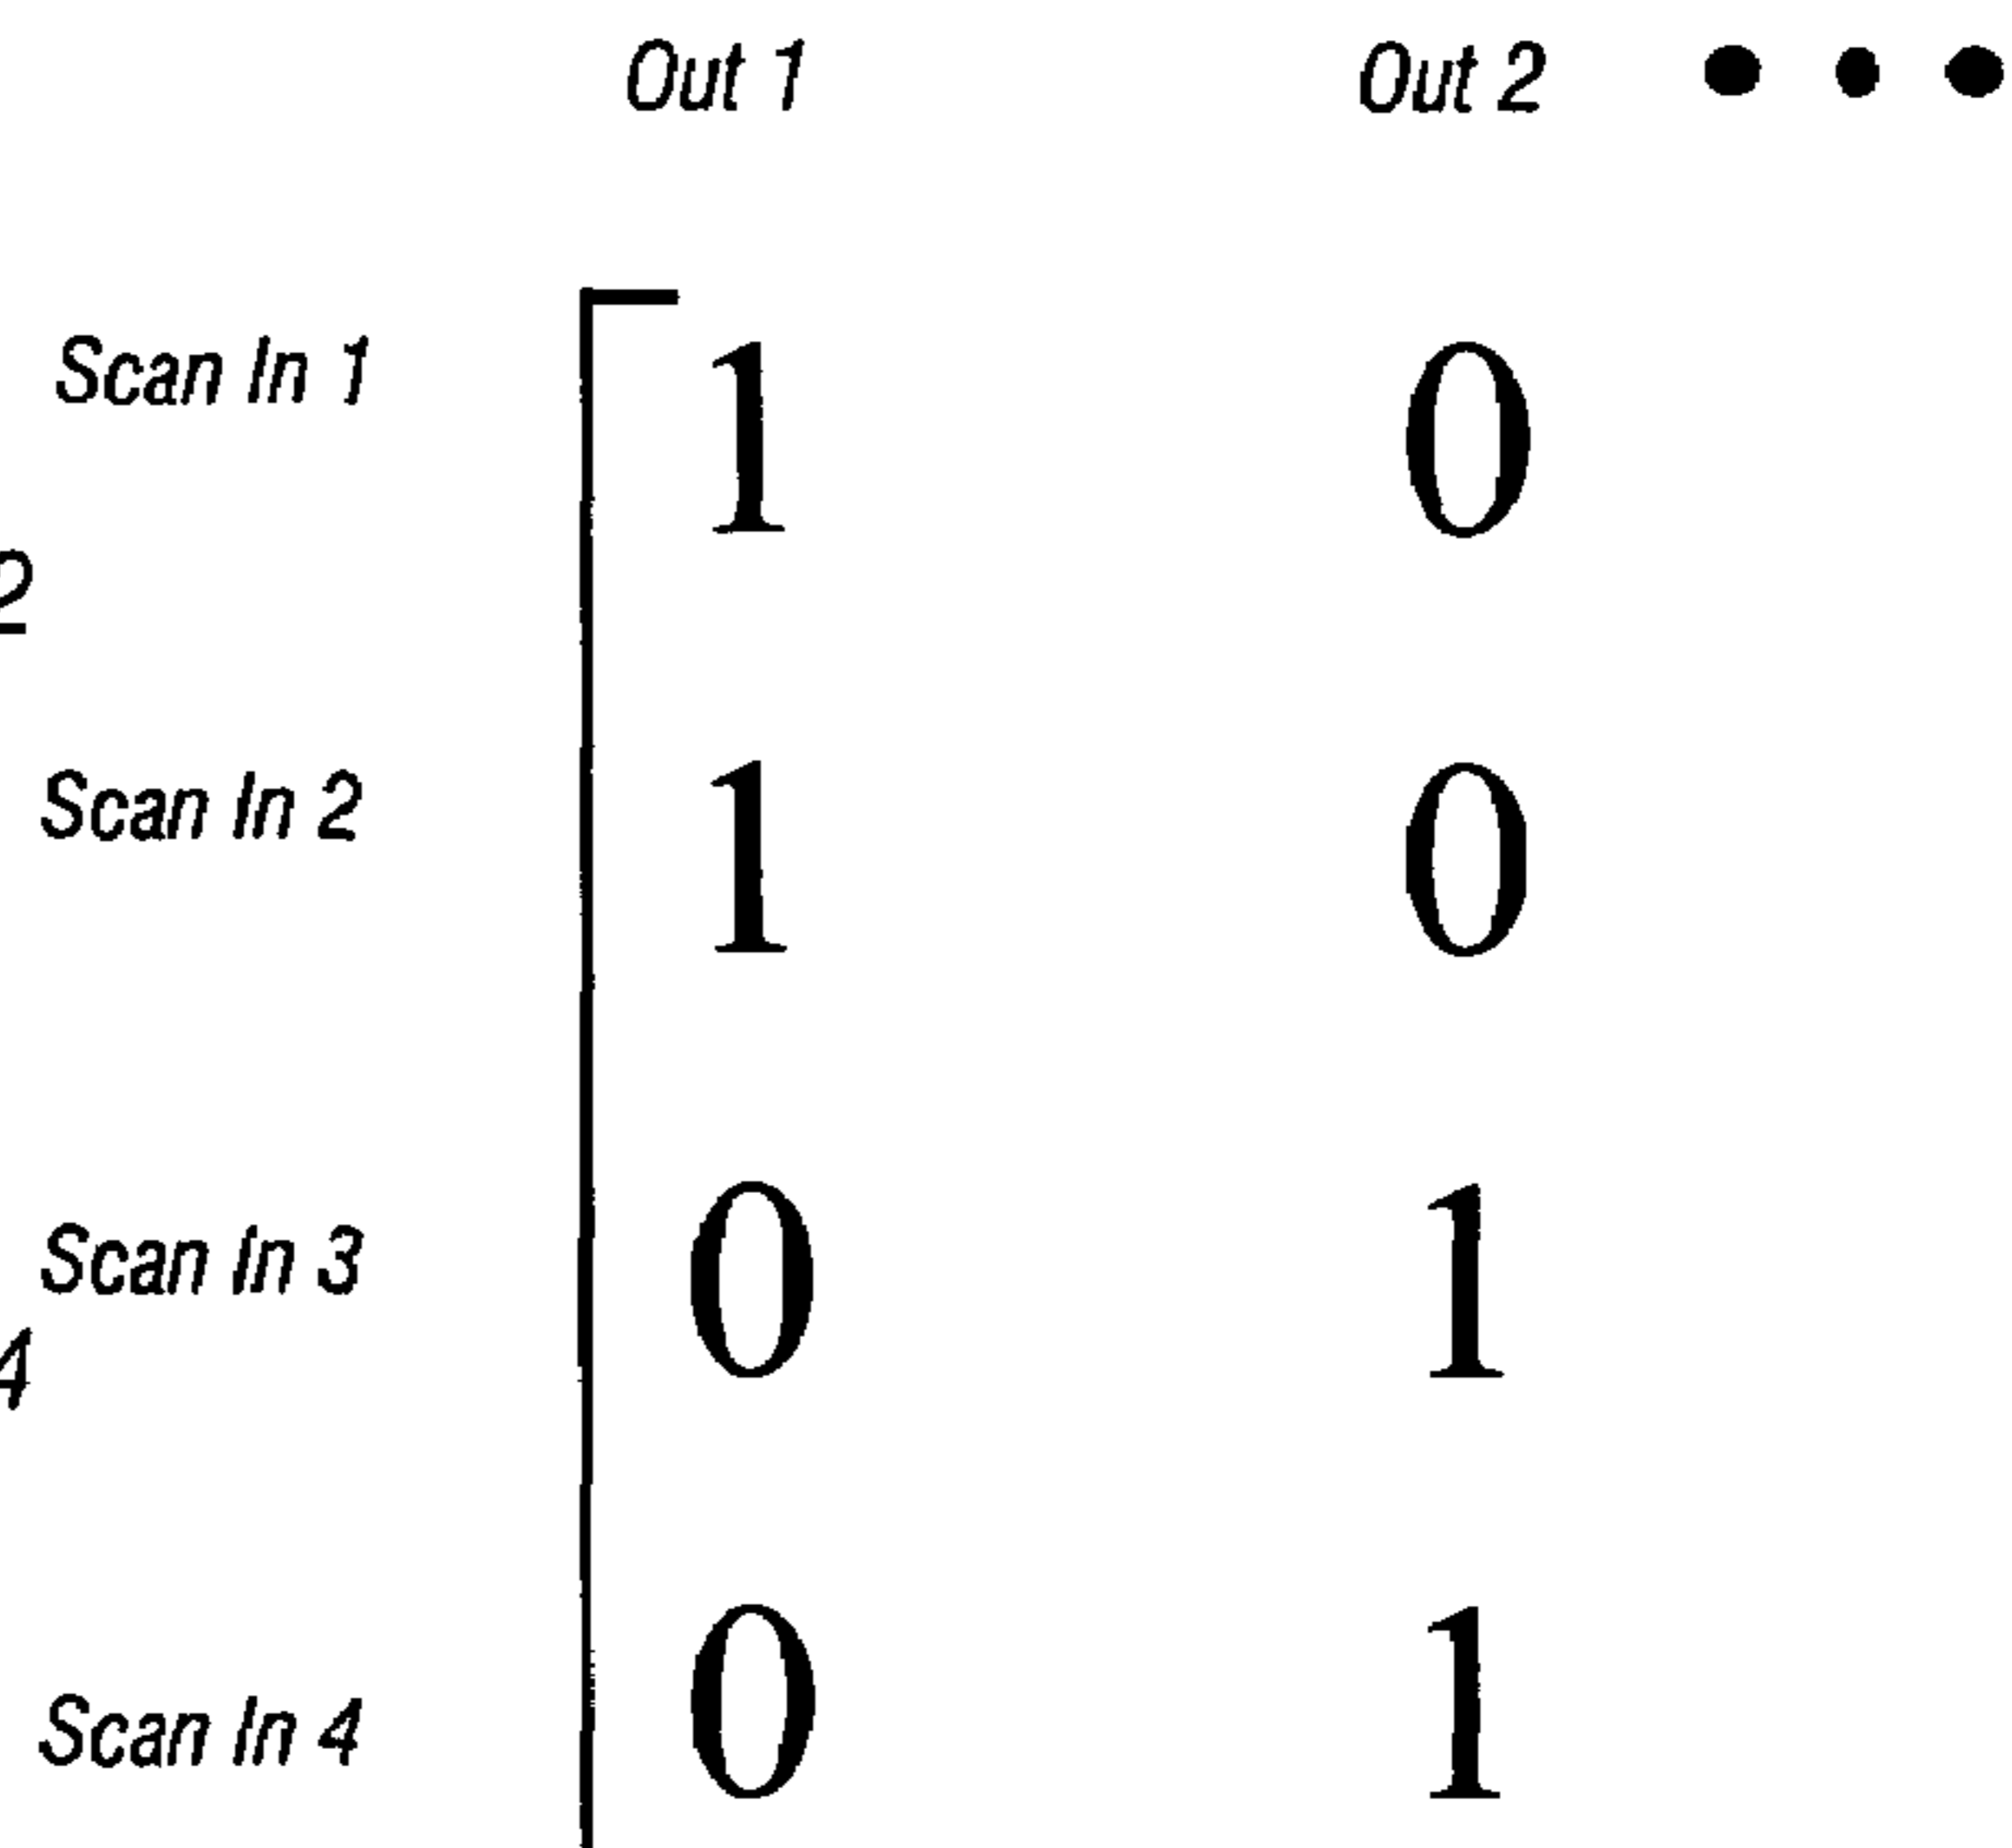 Out 1 Out 2 • • •
Scan In 1 1 0
2
Scan In 2 1 0
Scan In 3 0 1
4
Scan In 4 0 1